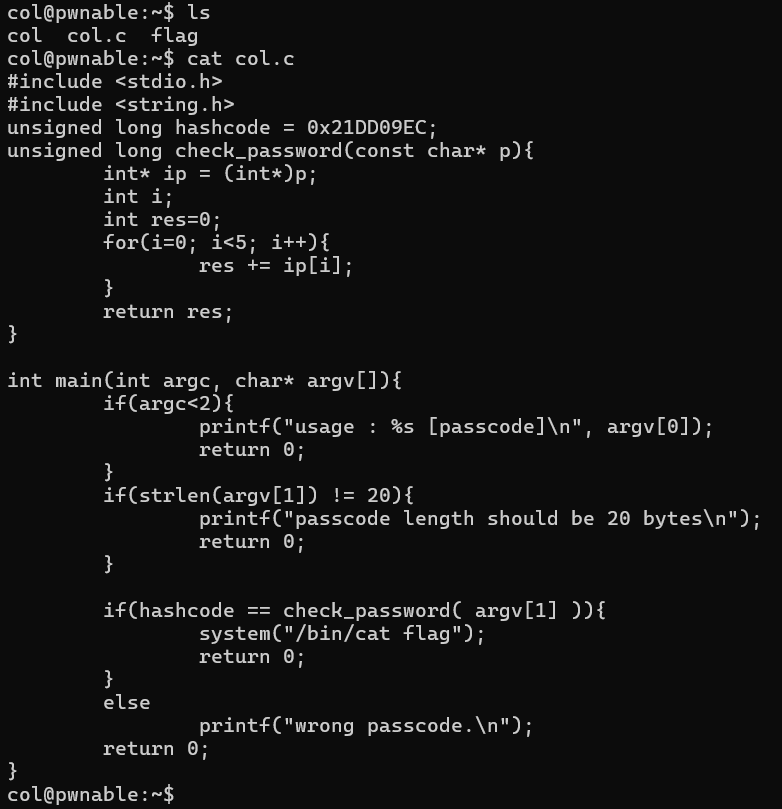 col@pwnable:~$ ls
col  col.c  flag
col@pwnable:~$ cat col.c
#include <stdio.h>
#include <string.h>
unsigned long hashcode = 0x21DD09EC;
unsigned long check_password(const char* p){
        int* ip = (int*)p;
        int i;
        int res=0;
        for(i=0; i<5; i++){
                res += ip[i];
        }
        return res;
}

int main(int argc, char* argv[]){
        if(argc<2){
                printf("usage : %s [passcode]\n", argv[0]);
                return 0;
        }
        if(strlen(argv[1]) != 20){
                printf("passcode length should be 20 bytes\n");
                return 0;
        }

        if(hashcode == check_password( argv[1] )){
                system("/bin/cat flag");
                return 0;
        }
        else
                printf("wrong passcode.\n");
        return 0;
}
col@pwnable:~$